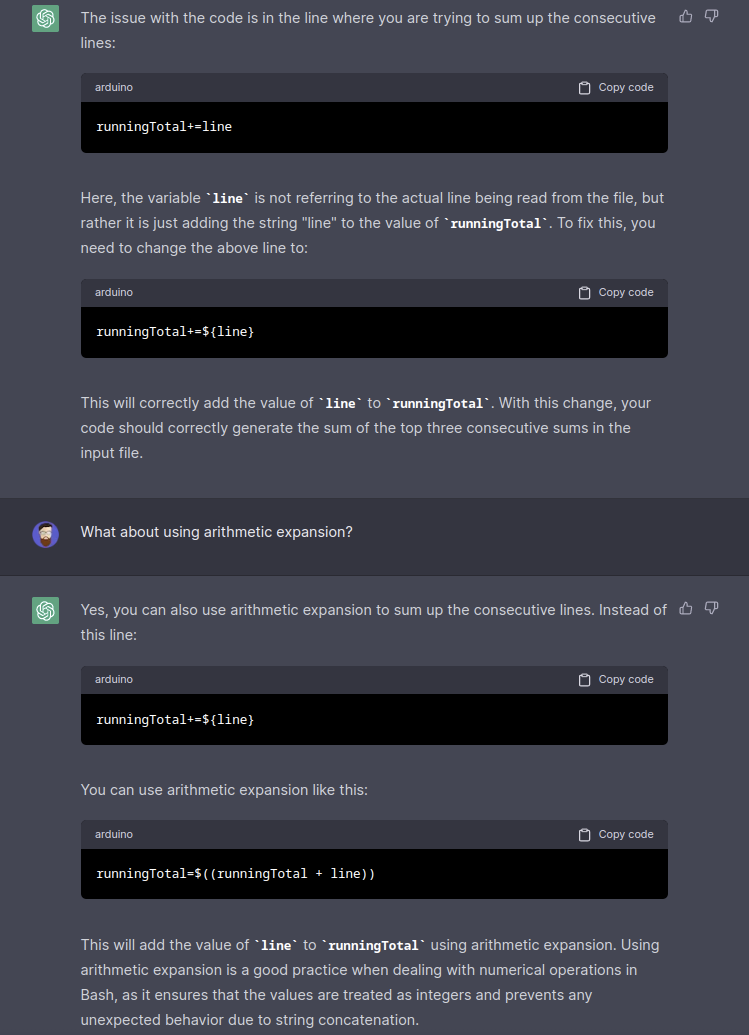 The issue with the code is in the line where you are trying to sum up the consecutive
lines:
arduino
Copy code
runningTotal+=line
Here, the variable `line` is not referring to the actual line being read from the file, but
rather it is just adding the string "line" to the value of `runningTotal`. To fix this, you
need to change the above line to:
arduino
Copy code
runningTotal+=${line}
This will correctly add the value of `line` to `runningTotal`. With this change, your
code should correctly generate the sum of the top three consecutive sums in the
input file.
What about using arithmetic expansion?
Yes, you can also use arithmetic expansion to sum up the consecutive lines. Instead of
this line:
arduino
Copy code
runningTotal+=${line}
You can use arithmetic expansion like this:
arduino
Copy code
runningTotal=$((runningTotal + line))
This will add the value of `line` to `runningTotal` using arithmetic expansion. Using
arithmetic expansion is a good practice when dealing with numerical operations in
Bash, as it ensures that the values are treated as integers and prevents any
unexpected behavior due to string concatenation.